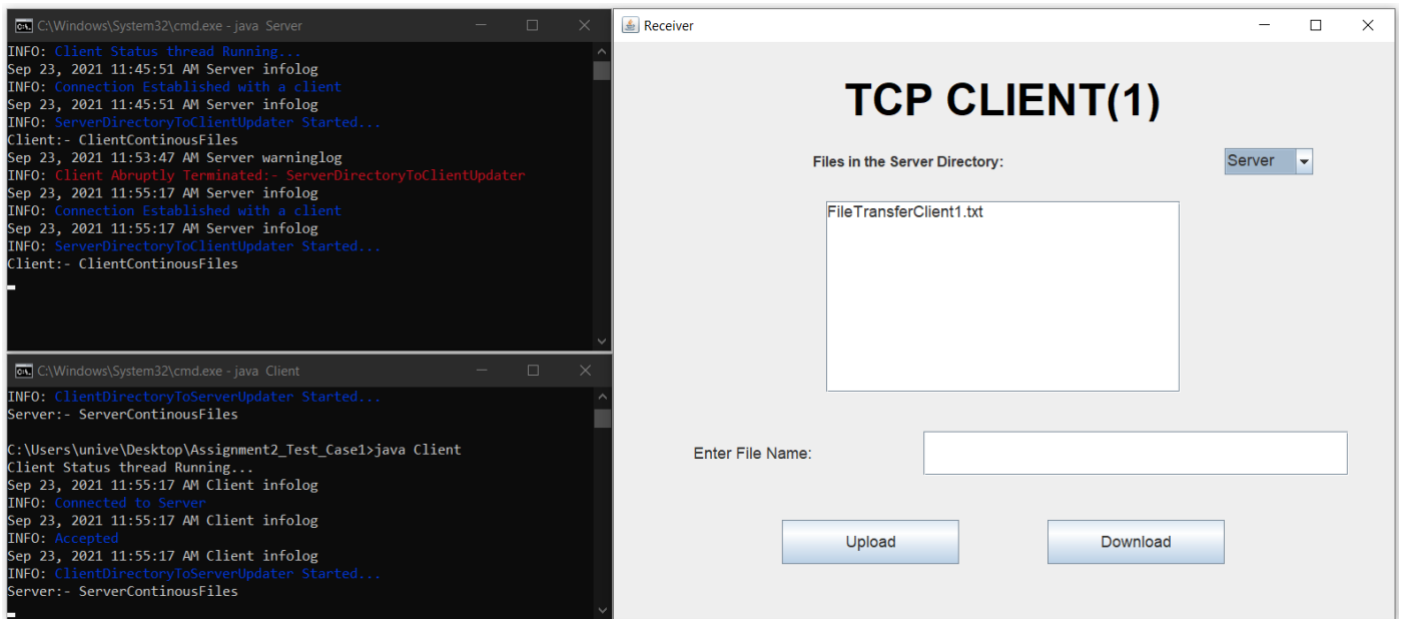 C:\Windows\System32\cmd.exe - java  Server
INFO: Client Status thread Running...
Sep 23, 2021 11:45:51 AM Server infolog
INFO: Connection Established with a client
Sep 23, 2021 11:45:51 AM Server infolog
INFO: ServerDirectoryToClientUpdater Started...
Client:- ClientContinousFiles
Sep 23, 2021 11:53:47 AM Server warninglog
INFO: Client Abruptly Terminated:- ServerDirectoryToClientUpdater
Sep 23, 2021 11:55:17 AM Server infolog
INFO: Connection Established with a client
Sep 23, 2021 11:55:17 AM Server infolog
INFO: ServerDirectoryToClientUpdater Started...
Client:- ClientContinousFiles
C:\Windows\System32\cmd.exe - java  Client
INFO: ClientDirectoryToServerUpdater Started...
Server:- ServerContinousFiles
C:\Users\unive\Desktop\Assignment2_Test_Case1>java Client
Client Status thread Running...
Sep 23, 2021 11:55:17 AM Client infolog
INFO: Connected to Server
Sep 23, 2021 11:55:17 AM Client infolog
INFO: Accepted
Sep 23, 2021 11:55:17 AM Client infolog
INFO: ClientDirectoryToServerUpdater Started...
Server:- ServerContinousFiles
Receiver
TCP CLIENT(1)
Files in the Server Directory:
Server
FileTransferClient1.txt
Enter File Name:
Upload
Download